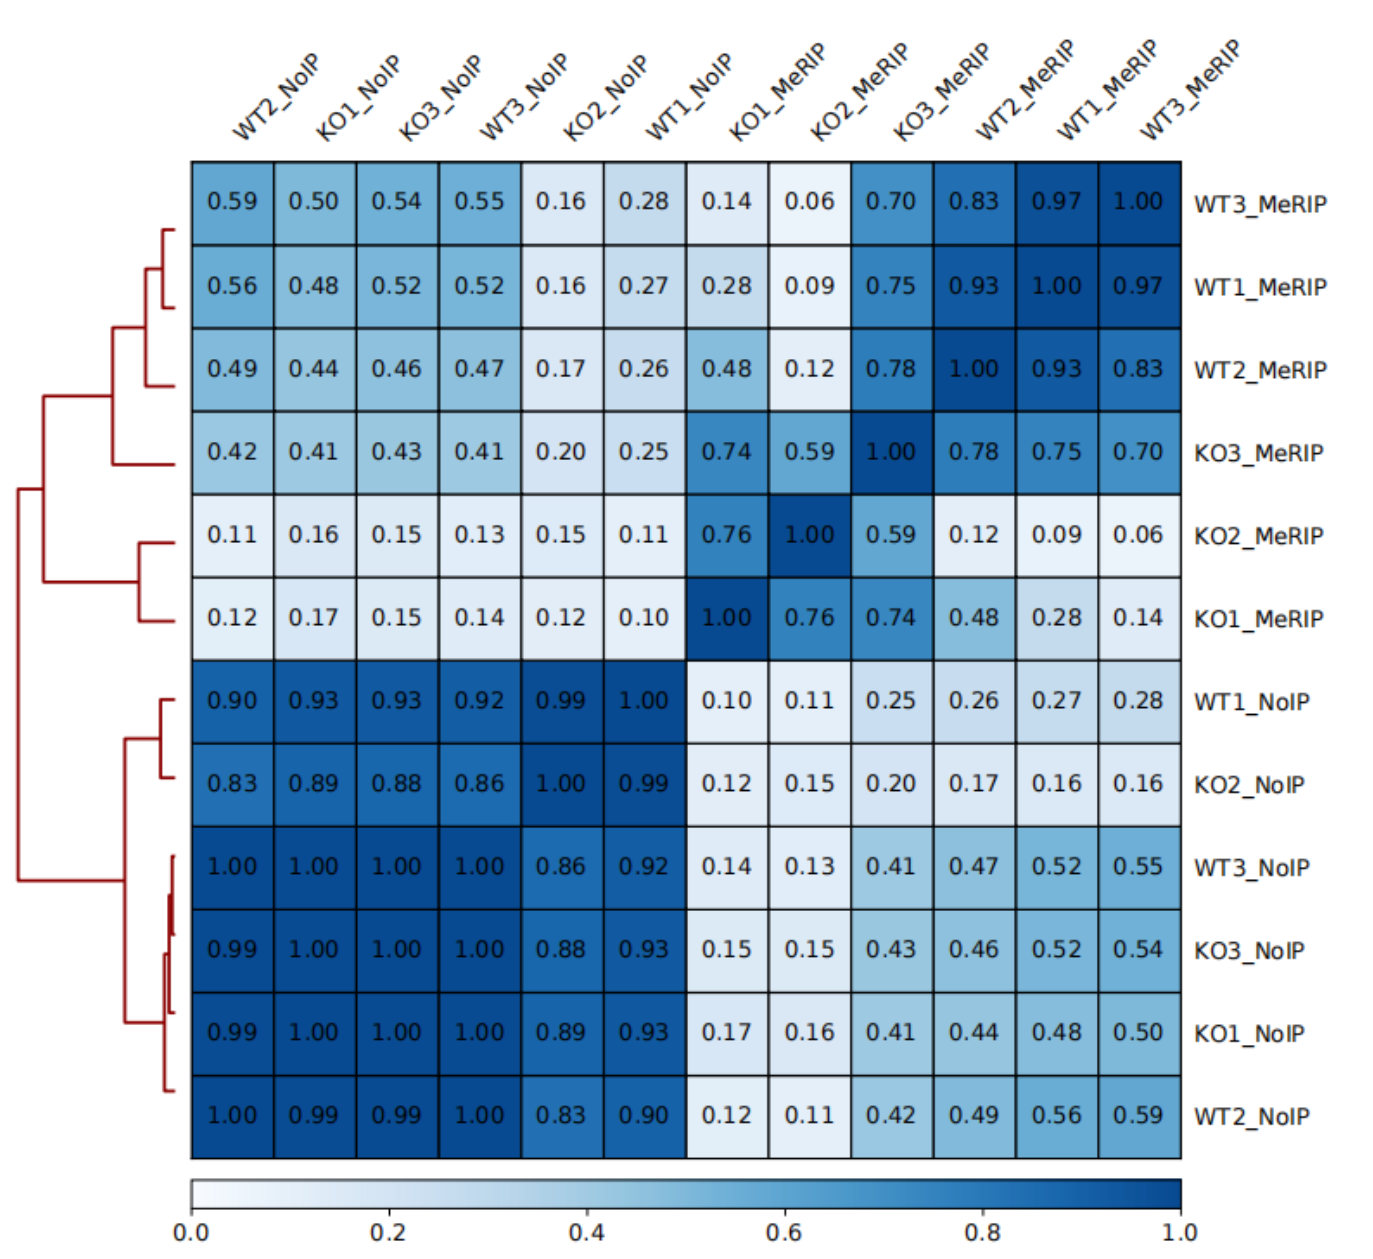 WT2_NoIP KO1_NoIP KO3_NoIP WT3_NoIP KO2_NoIP WT1_NoIP KO1_MeRIP KO2_MeRIP KO3_MeRIP WT2_MeRIP WT1_MeRIP WT3_MeRIP
0.59 0.50 0.54 0.55 0.16 0.28 0.14 0.06 0.70 0.83 0.97 1.00 WT3_MeRIP
0.56 0.48 0.52 0.52 0.16 0.27 0.28 0.09 0.75 0.93 1.00 0.97 WT1_MeRIP
0.49 0.44 0.46 0.47 0.17 0.26 0.48 0.12 0.78 1.00 0.93 0.83 WT2_MeRIP
0.42 0.41 0.43 0.41 0.20 0.25 0.74 0.59 1.00 0.78 0.75 0.70 KO3_MeRIP
0.11 0.16 0.15 0.13 0.15 0.11 0.76 1.00 0.59 0.12 0.09 0.06 KO2_MeRIP
0.12 0.17 0.15 0.14 0.12 0.10 1.00 0.76 0.74 0.48 0.28 0.14 KO1_MeRIP
0.90 0.93 0.93 0.92 0.99 1.00 0.10 0.11 0.25 0.26 0.27 0.28 WT1_NoIP
0.83 0.89 0.88 0.86 1.00 0.99 0.12 0.15 0.20 0.17 0.16 0.16 KO2_NoIP
1.00 1.00 1.00 1.00 0.86 0.92 0.14 0.13 0.41 0.47 0.52 0.55 WT3_NoIP
0.99 1.00 1.00 1.00 0.88 0.93 0.15 0.15 0.43 0.46 0.52 0.54 KO3_NoIP
0.99 1.00 1.00 1.00 0.89 0.93 0.17 0.16 0.41 0.44 0.48 0.50 KO1_NoIP
1.00 0.99 0.99 1.00 0.83 0.90 0.12 0.11 0.42 0.49 0.56 0.59 WT2_NoIP
0.0 0.2 0.4 0.6 0.8 1.0